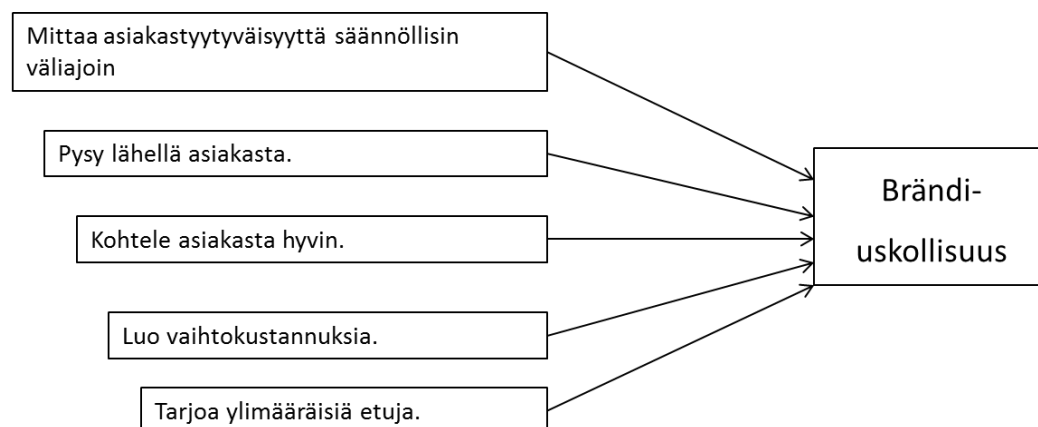 Mittaa asiakastyytyväisyyttä säännöllisin
väliajoin
Pysy lähellä asiakasta.
Kohtele asiakasta hyvin.
Luo vaihtokustannuksia.
Tarjoa ylimääräisiä etuja.
Brändi-
uskollisuus